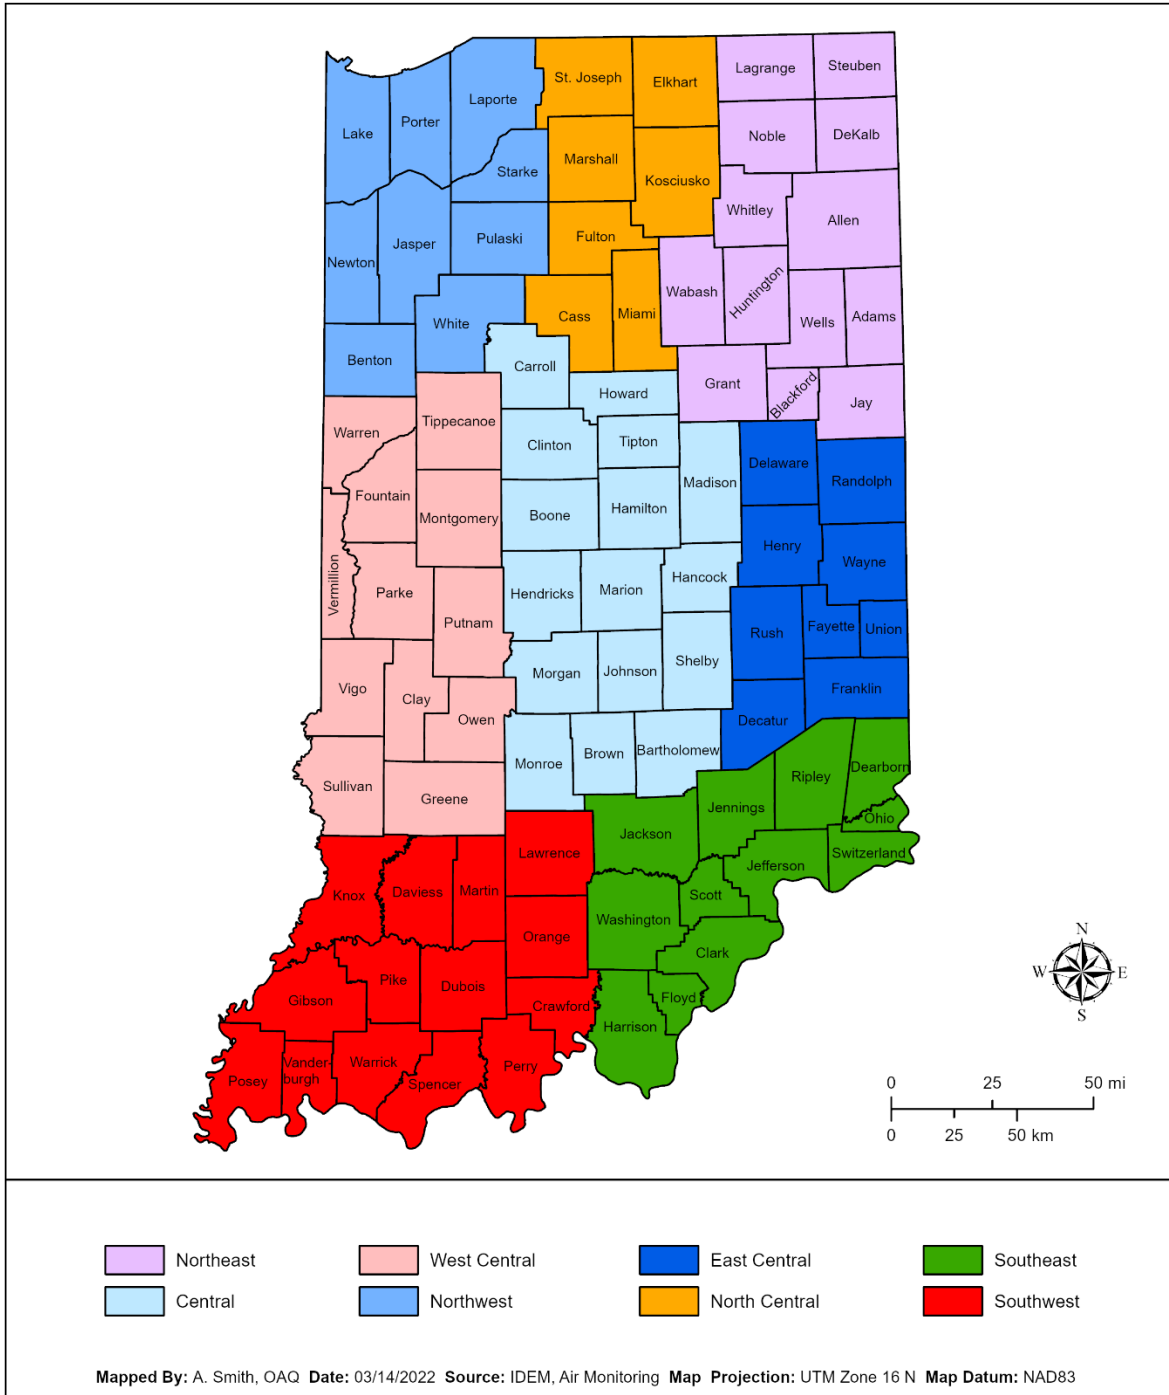 St. Joseph
Elkhart
Lagrange
Steuben
Laporte
Lake
Porter
Noble
DeKalb
Marshall
Starke
Kosciusko
Whitley
Allen
Newton
Jasper
Pulaski
Fulton
Wabash
Huntington
Wells
Adams
White
Cass
Miami
Benton
Carroll
Howard
Grant
Blackford
Jay
Warren
Tippecanoe
Clinton
Tipton
Delaware
Randolph
Fountain
Montgomery
Boone
Hamilton
Madison
Henry
Wayne
Vermillion
Parke
Putnam
Hendricks
Marion
Hancock
Rush
Fayette
Union
Vigo
Clay
Owen
Morgan
Johnson
Shelby
Franklin
Decatur
Sullivan
Greene
Monroe
Brown
Bartholomew
Jennings
Ripley
Dearborn
Ohio
Knox
Daviess
Martin
Lawrence
Jackson
Jefferson
Switzerland
Scott
Orange
Washington
Clark
Gibson
Pike
Dubois
Crawford
Harrison
Floyd
Posey
Vander-
burgh
Warrick
Spencer
Perry
N
W E
S
0 25 50 mi
0 25 50 km
Northeast West Central East Central Southeast
Central Northwest North Central Southwest
Mapped By: A. Smith, OAQ Date: 03/14/2022 Source: IDEM, Air Monitoring Map Projection: UTM Zone 16 N Map Datum: NAD83